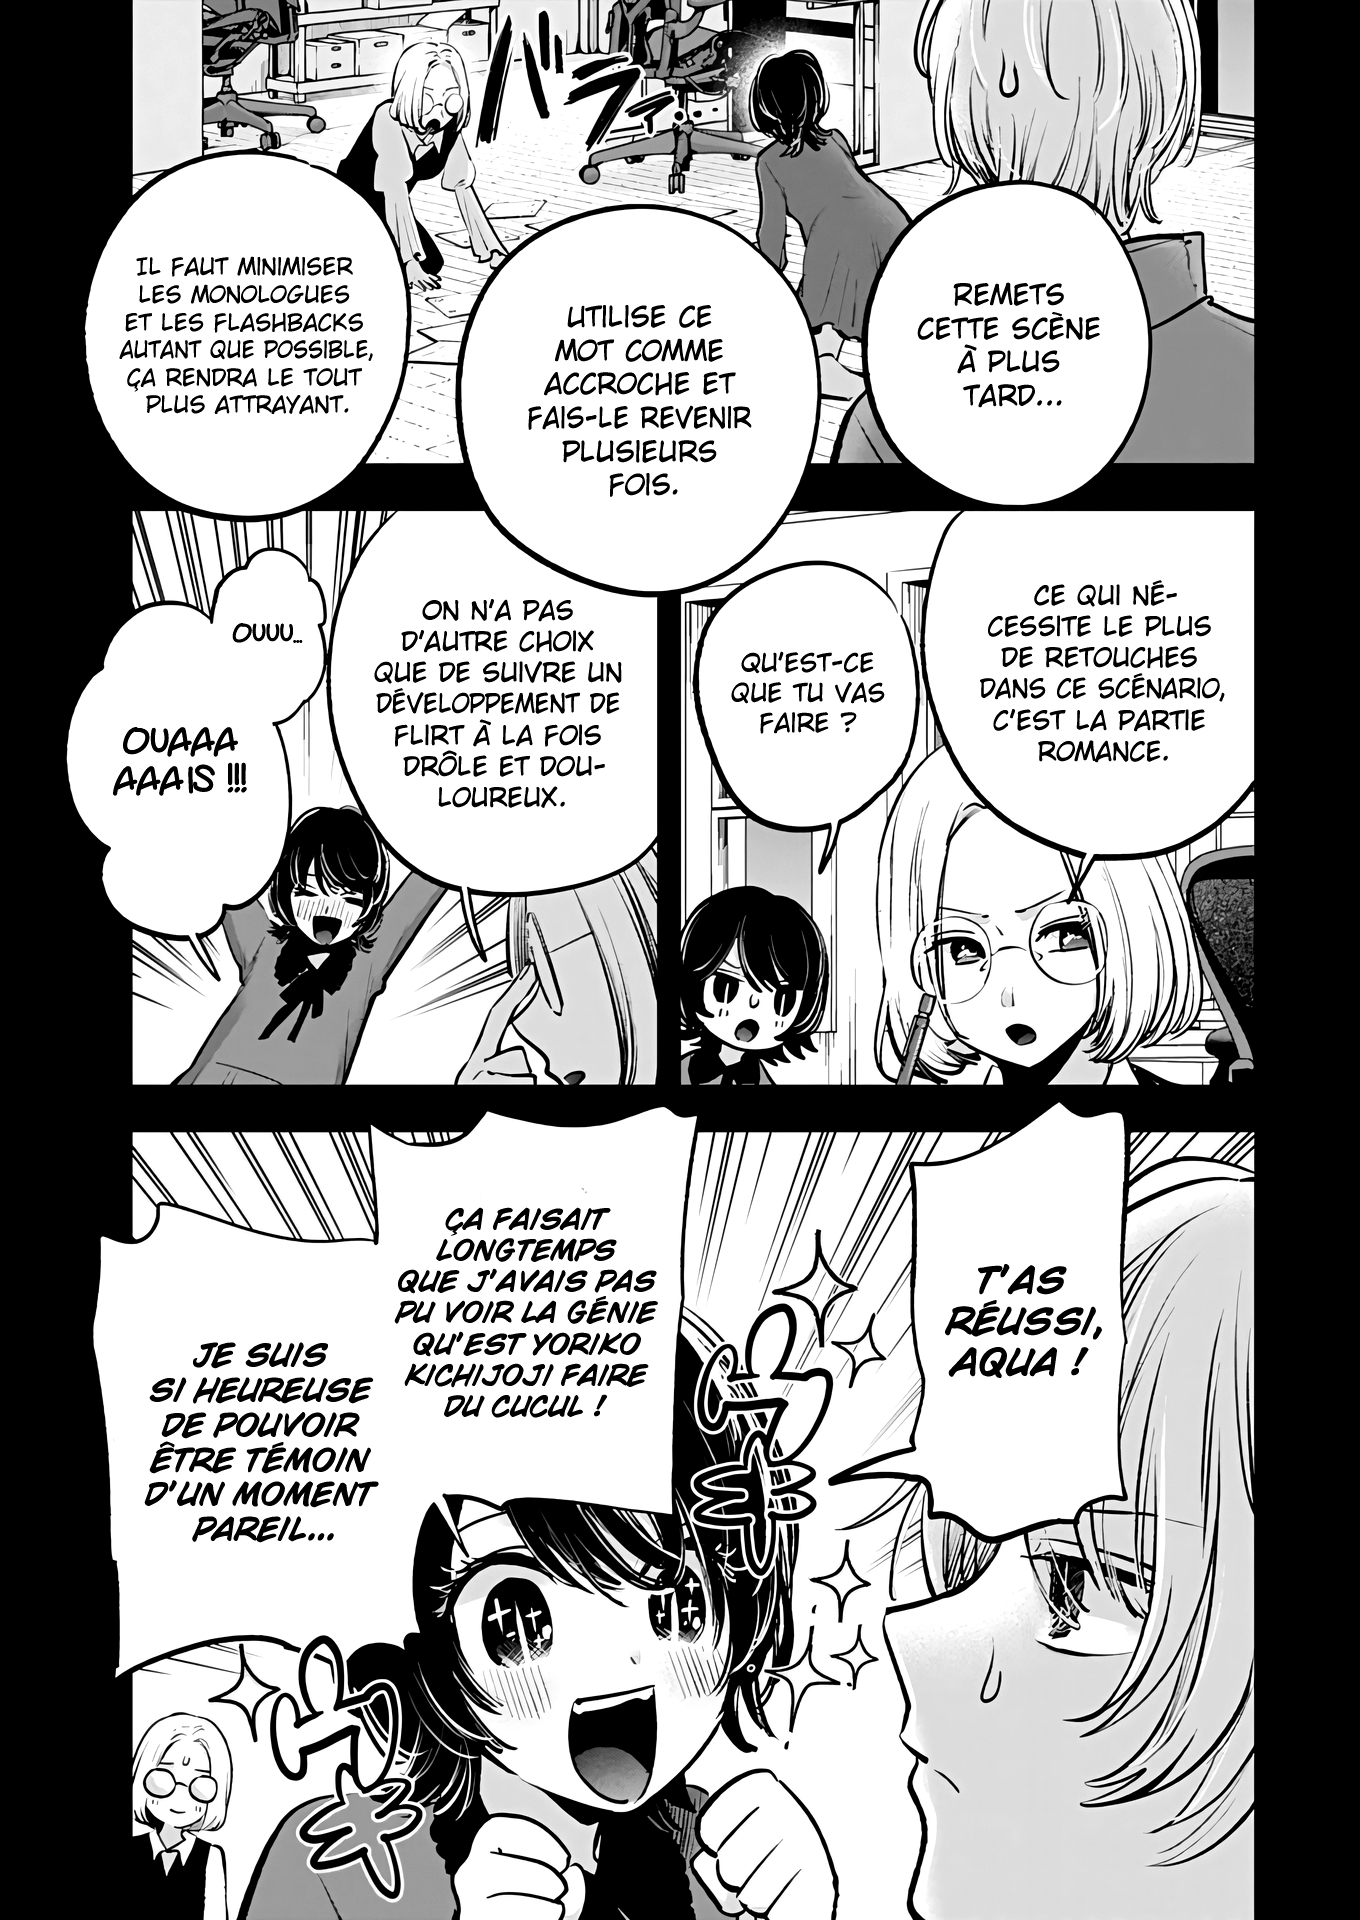 バラ…
REMETS
CETTE SCÈNE
À PLUS
TARD...
UTILISE CE
MOT COMME
ACCROCHE ET
FAIS-LE REVENIR
PLUSIEURS
FOIS.
IL FAUT MINIMISER
LES MONOLOGUES
ET LES FLASHBACKS
AUTANT QUE POSSIBLE,
ÇA RENDRA LE TOUT
PLUS ATTRAYANT.
CE QUI NÉ-
CESSITE LE PLUS
DE RETOUCHES
DANS CE SCÉNARIO,
C'EST LA PARTIE
ROMANCE.
QU'EST-CE
QUE TU VAS
FAIRE ?
ON N'A PAS
D'AUTRE CHOIX
QUE DE SUIVRE UN
DÉVELOPPEMENT DE
FLIRT À LA FOIS
DRÔLE ET DOU-
LOUREUX.
OUUU...
OUAAA
AAAIS !!!
T'AS
RÉUSSI,
AQUA !
ÇA FAISAIT
LONGTEMPS
QUE J'AVAIS PAS
PU VOIR LA GÉNIE
QU'EST YORIKO
KICHIJOJI FAIRE
DU CUCUL !
JE SUIS
SI HEUREUSE
DE POUVOIR
ÊTRE TÉMOIN
D'UN MOMENT
PAREIL...